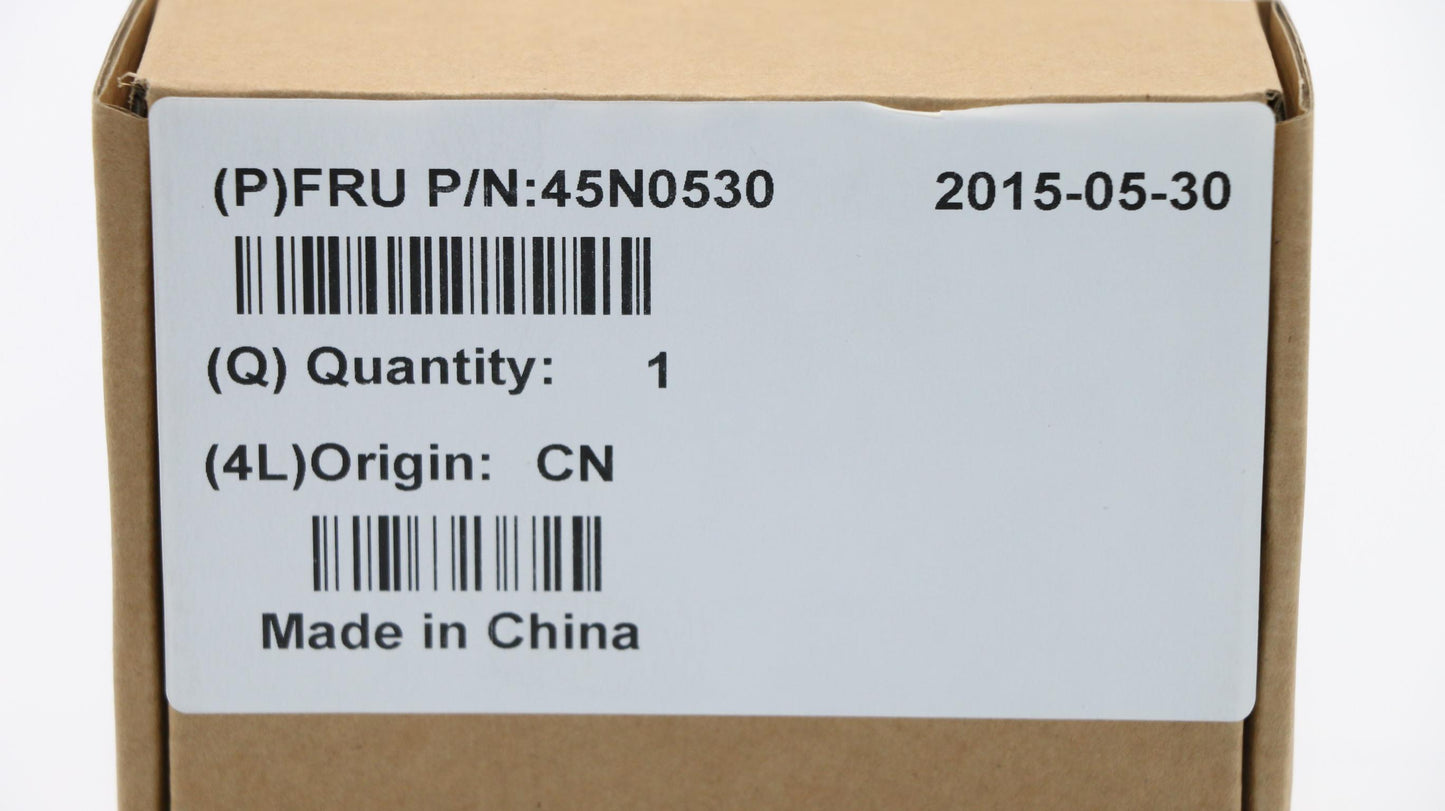 (P)FRU P/N:45N0530 2015-05-30
(Q) Quantity: 1
(4L)Origin: CN
Made in China